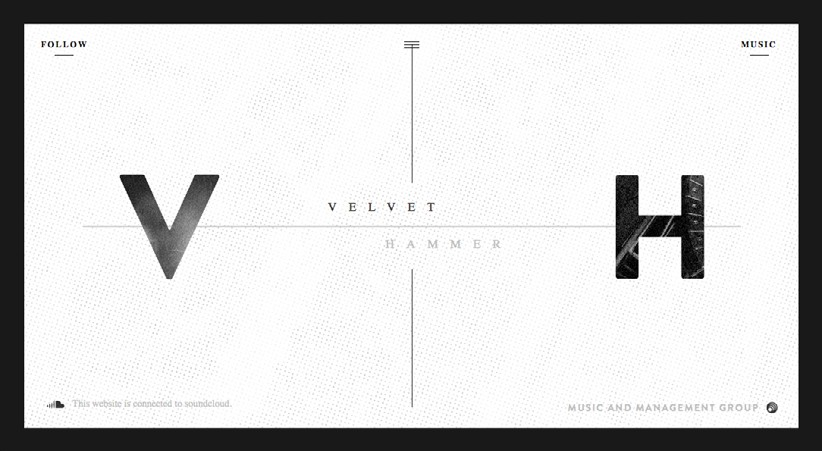 FOLLOW
MUSIC
V
H
VELVET
HAMMER
This website is connected to soundcloud.
MUSIC AND MANAGEMENT GROUP